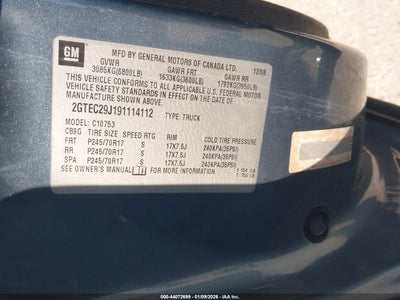 GM
MFD BY GENERAL MOTORS OF CANADA LTD.
12/08
GVWR GAWR FRT GAWR RR
3085KG(6800LB) 1633KG(3600LB) 1792KG(3950LB)
THIS VEHICLE CONFORMS TO ALL APPLICABLE U.S. FEDERAL MOTOR
VEHICLE SAFETY STANDARDS IN EFFECT ON THE DATE OF
MANUFACTURE SHOWN ABOVE.
2GTEC29J191114112 TYPE: TRUCK
MODEL: C10753
CB9G TIRE SIZE SPEED RTG RIM COLD TIRE PRESSURE
FRT P245/70R17 S 17X7.5J 240KPA(35PSI)
RR P245/70R17 S 17X7.5J 240KPA(35PSI)
SPA P245/70R17 S 17X7.5J 240KPA(35PSI)
SEE OWNER'S MANUAL FOR ADDITIONAL INFORMATION.
000-44072699 - 01/09/2026 - IAA Inc.